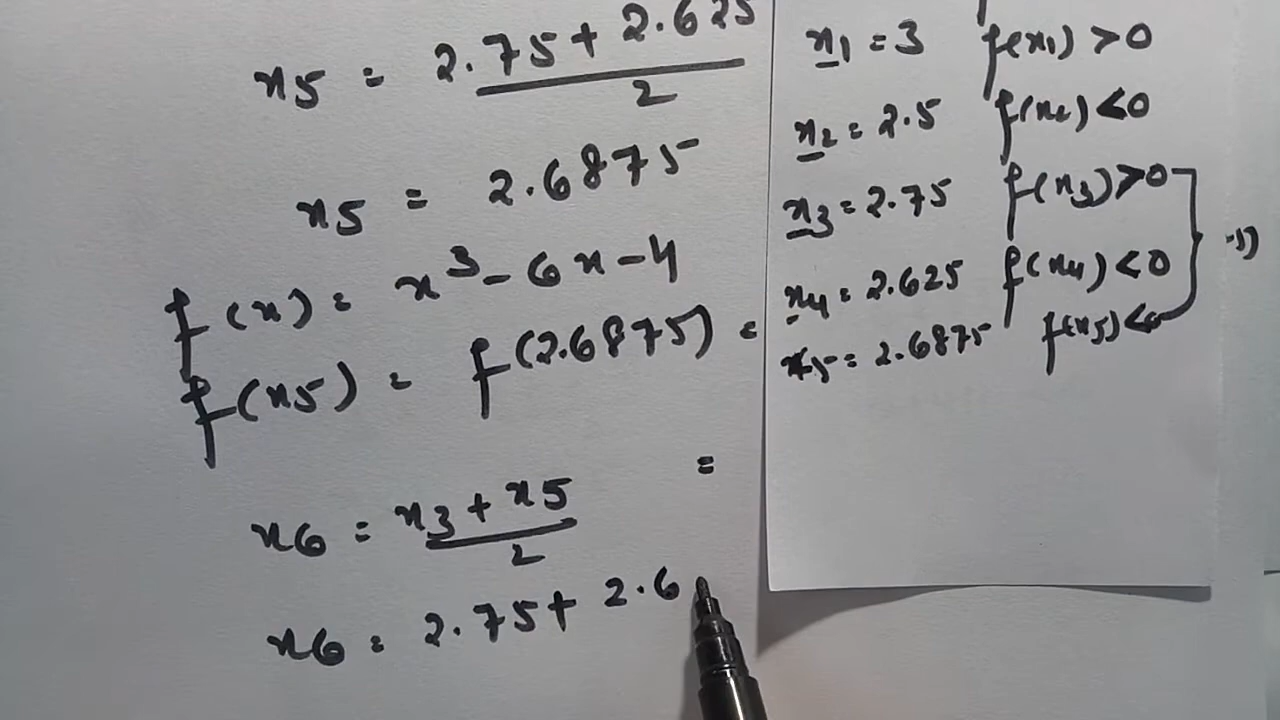 x5 = 2.75 + 2.625
2
x5 = 2.6875
f(x) = x³ - 6x - 4
f(x5) = f(2.6875) =
=
x6 = x3 + x5
2
x6 = 2.75 + 2.6
x1 = 3 f(x1) > 0
x2 = 2.5 f(x2) < 0
x3 = 2.75 f(x3) > 0
x4 = 2.625 f(x4) < 0
x5 = 2.6875 f(x5) < 0